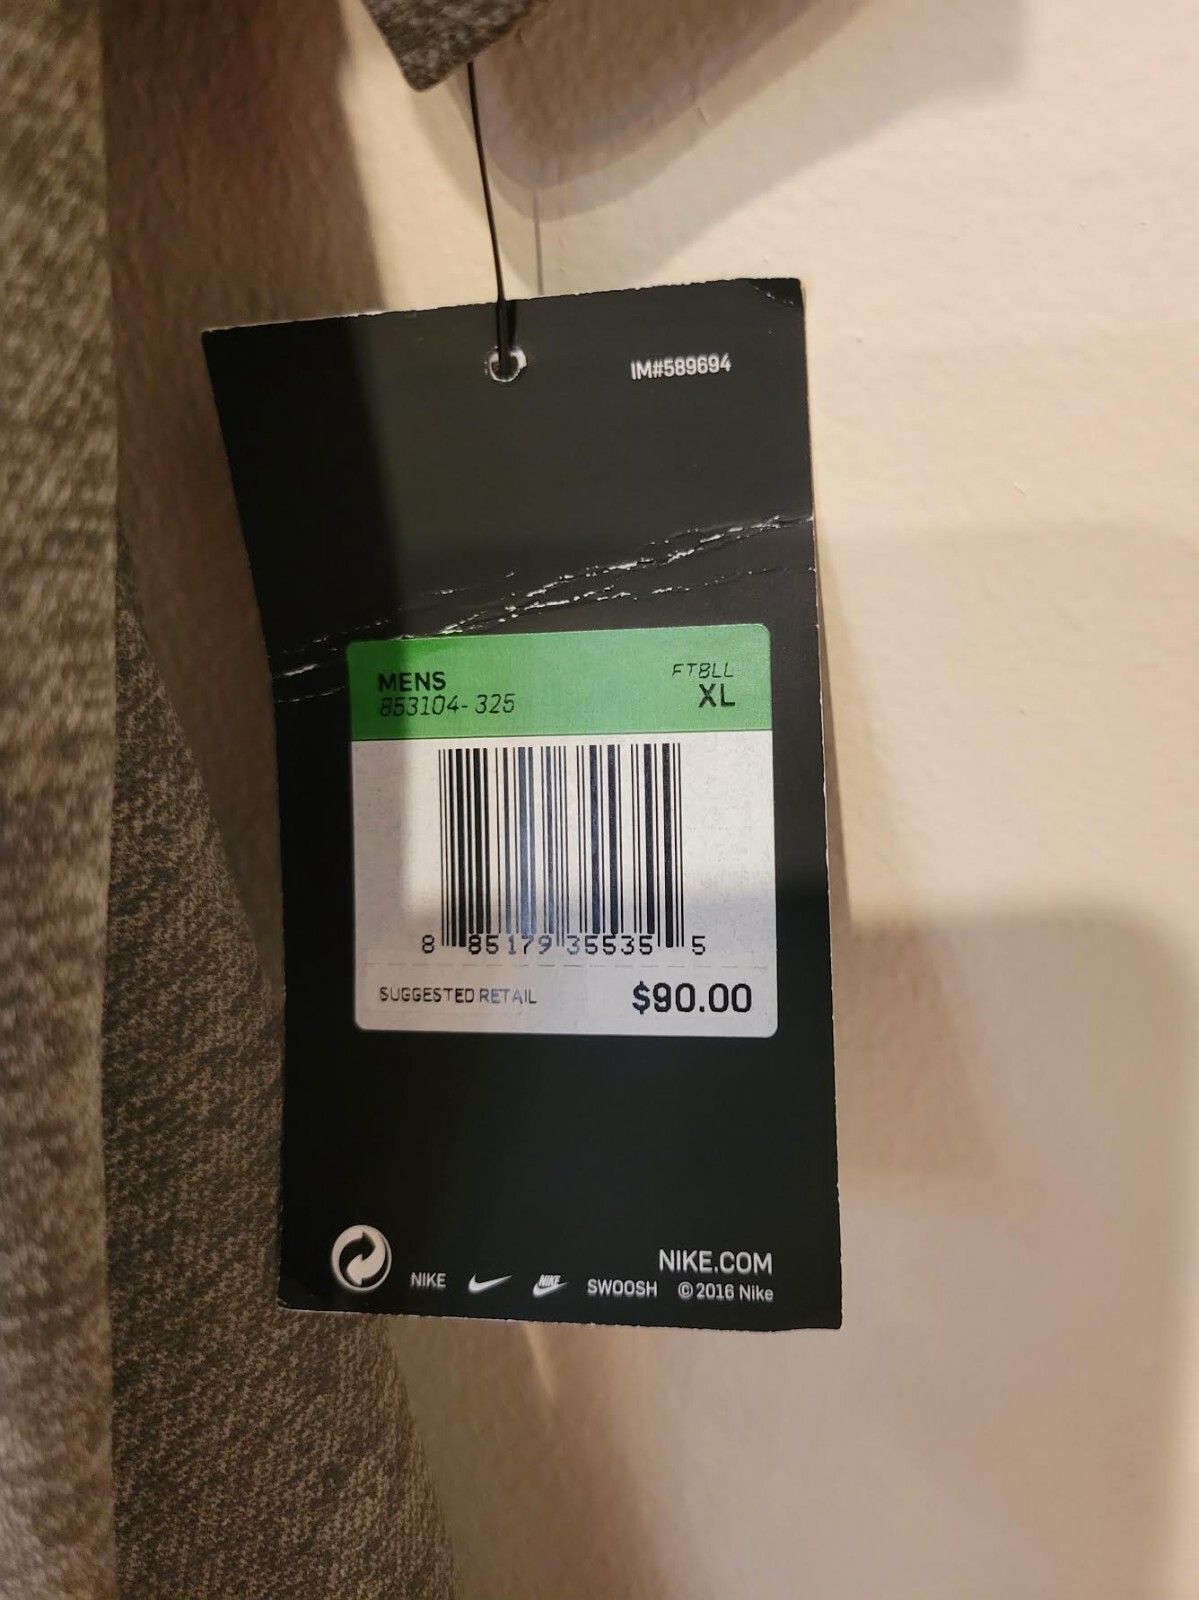 IM#589694
MENS FTBLL
853104-325 XL
8 85179 35535 5
SUGGESTED RETAIL $90.00
NIKE.COM
NIKE NIKE SWOOSH ©2016 Nike